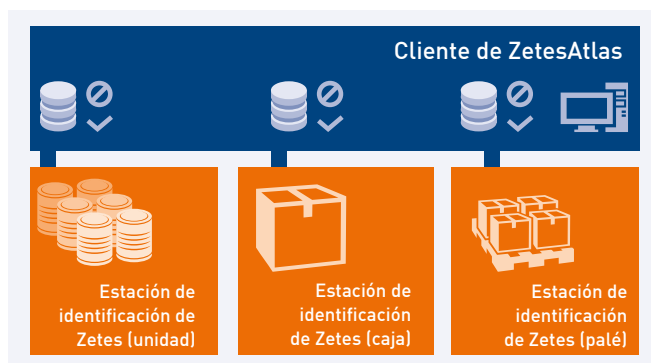 Cliente de ZetesAtlas
Estación de
identificación de
Zetes (unidad)
Estación de
identificación
de Zetes (caja)
Estación de
identificación
de Zetes (palé)